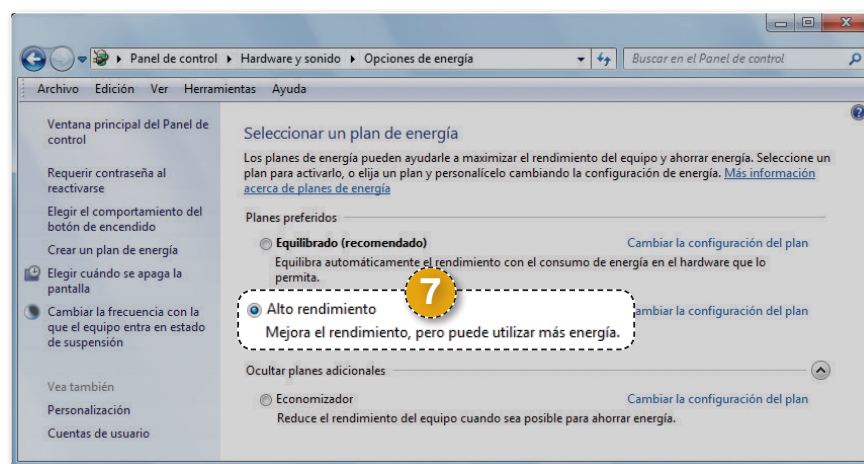 Panel de control ▸ Hardware y sonido ▸ Opciones de energía
Buscar en el Panel de control
Archivo Edición Ver Herramientas Ayuda
Ventana principal del Panel de
control
Requerir contraseña al
reactivarse
Elegir el comportamiento del
botón de encendido
Crear un plan de energía
Elegir cuándo se apaga la
pantalla
Cambiar la frecuencia con la
que el equipo entra en estado
de suspensión
Vea también
Personalización
Cuentas de usuario
Seleccionar un plan de energía
Los planes de energía pueden ayudarle a maximizar el rendimiento del equipo y ahorrar energía. Seleccione un
plan para activarlo, o elija un plan y personalícelo cambiando la configuración de energía. Más información
acerca de planes de energía
Planes preferidos
Equilibrado (recomendado) Cambiar la configuración del plan
Equilibra automáticamente el rendimiento con el consumo de energía en el hardware que lo
permita.
7
Alto rendimiento ambiar la configuración del plan
Mejora el rendimiento, pero puede utilizar más energía.
Ocultar planes adicionales
Economizador Cambiar la configuración del plan
Reduce el rendimiento del equipo cuando sea posible para ahorrar energía.